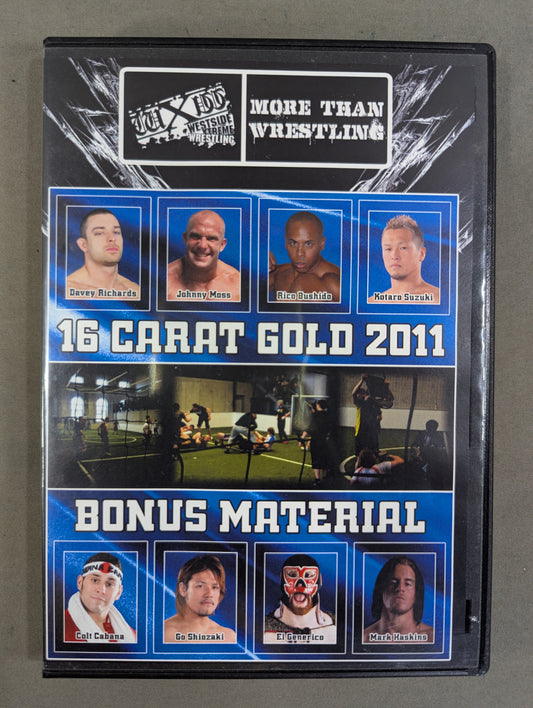 wXw
WESTSIDE
XTREME
WRESTLING
MORE THAN
WRESTLING
Davey Richards
Johnny Moss
Rico Bushido
Kotaro Suzuki
16 CARAT GOLD 2011
BONUS MATERIAL
Colt Cabana
Go Shiozaki
El Generico
Mark Haskins